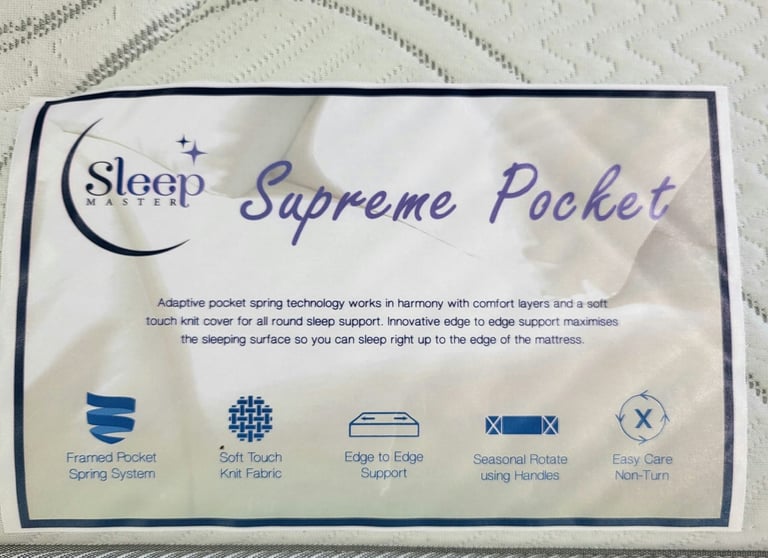 Sleep
MASTER
Supreme Pocket
Adaptive pocket spring technology works in harmony with comfort layers and a soft
touch knit cover for all round sleep support. Innovative edge to edge support maximises
the sleeping surface so you can sleep right up to the edge of the mattress.
Framed Pocket
Spring System
Soft Touch
Knit Fabric
Edge to Edge
Support
Seasonal Rotate
using Handles
X
Easy Care
Non-Turn